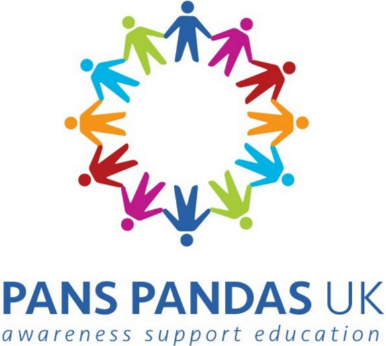 PANS PANDAS UK
awareness support education